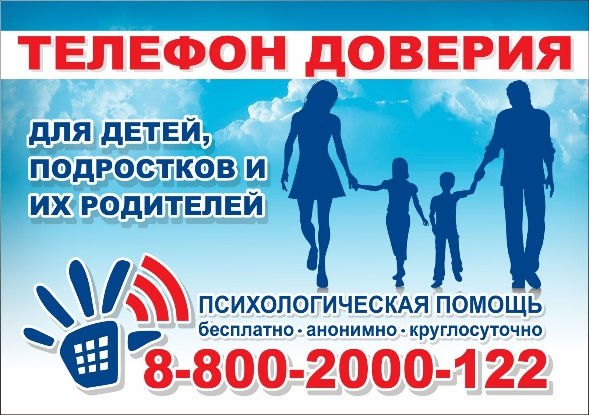 ТЕЛЕФОН ДОВЕРИЯ
ДЛЯ ДЕТЕЙ,
ПОДРОСТКОВ И
ИХ РОДИТЕЛЕЙ
ПСИХОЛОГИЧЕСКАЯ ПОМОЩЬ
бесплатно · анонимно · круглосуточно
8-800-2000-122